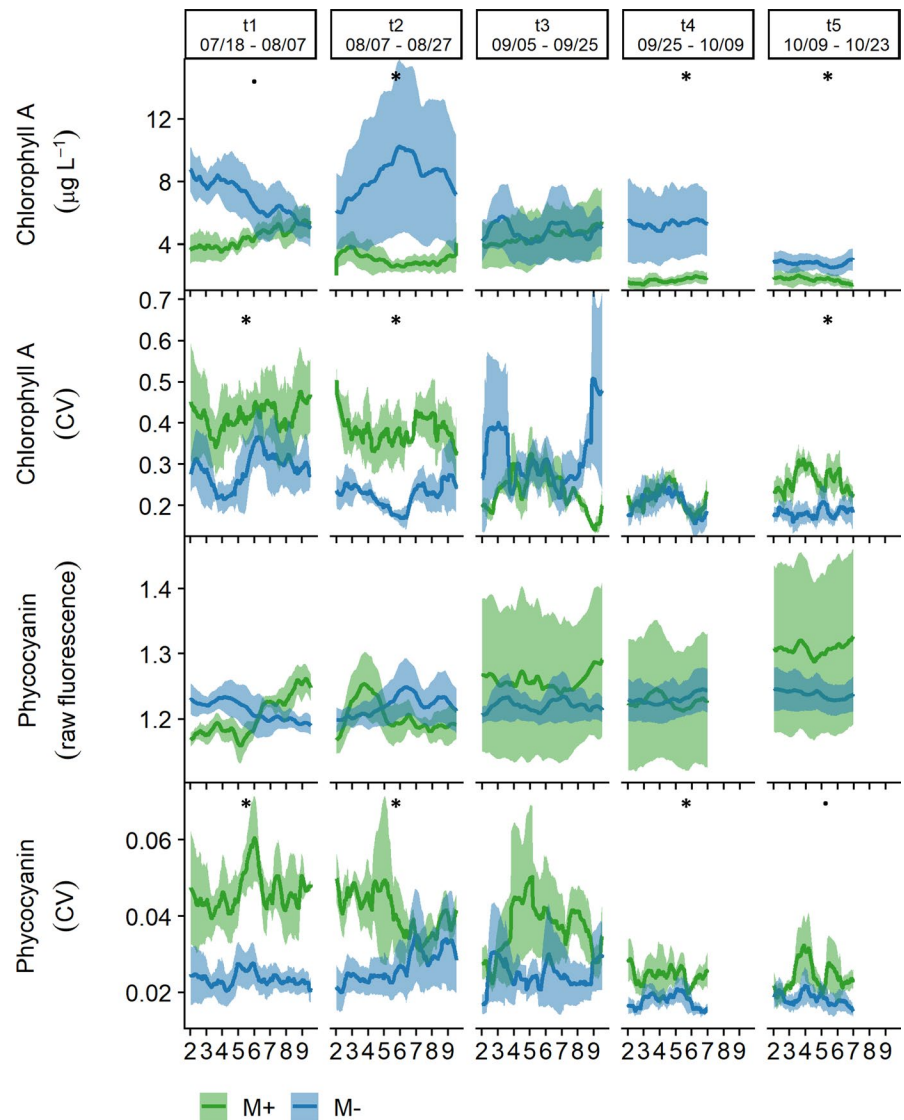 t1 t2 t3 t4 t5
07/18 - 08/07 08/07 - 08/27 09/05 - 09/25 09/25 - 10/09 10/09 - 10/23
Chlorophyll A
(µg L⁻¹)
12
8
4
• * * *
Chlorophyll A
(CV)
0.7
0.6
0.5
0.4
0.3
0.2
* * *
Phycocyanin
(raw fluorescence)
1.4
1.3
1.2
Phycocyanin
(CV)
0.06
0.04
0.02
* * * •
23456789 23456789 23456789 23456789 23456789
M+ M-